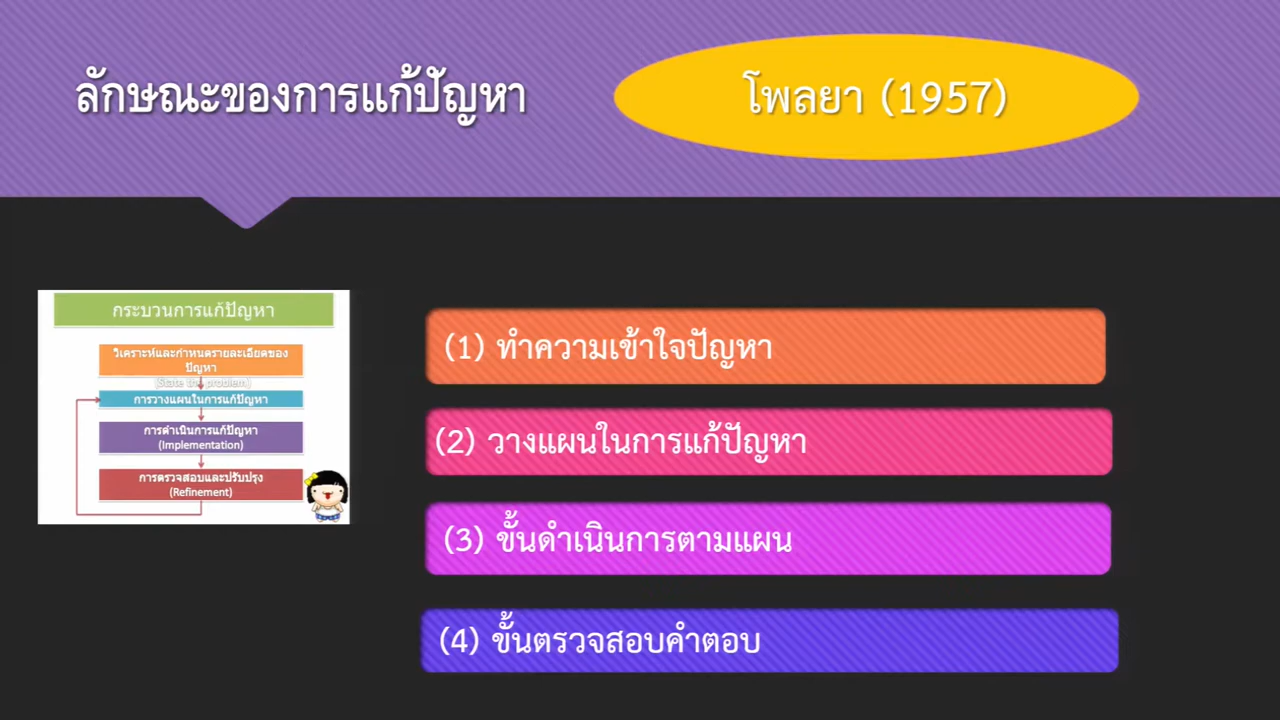 ลักษณะของการแก้ปัญหา
โพลยา (1957)
กระบวนการแก้ปัญหา
วิเคราะห์และกำหนดรายละเอียดของ
ปัญหา
(State the problem)
การวางแผนในการแก้ปัญหา
การดำเนินการแก้ปัญหา
(Implementation)
การตรวจสอบและปรับปรุง
(Refinement)
(1) ทำความเข้าใจปัญหา
(2) วางแผนในการแก้ปัญหา
(3) ขั้นดำเนินการตามแผน
(4) ขั้นตรวจสอบคำตอบ